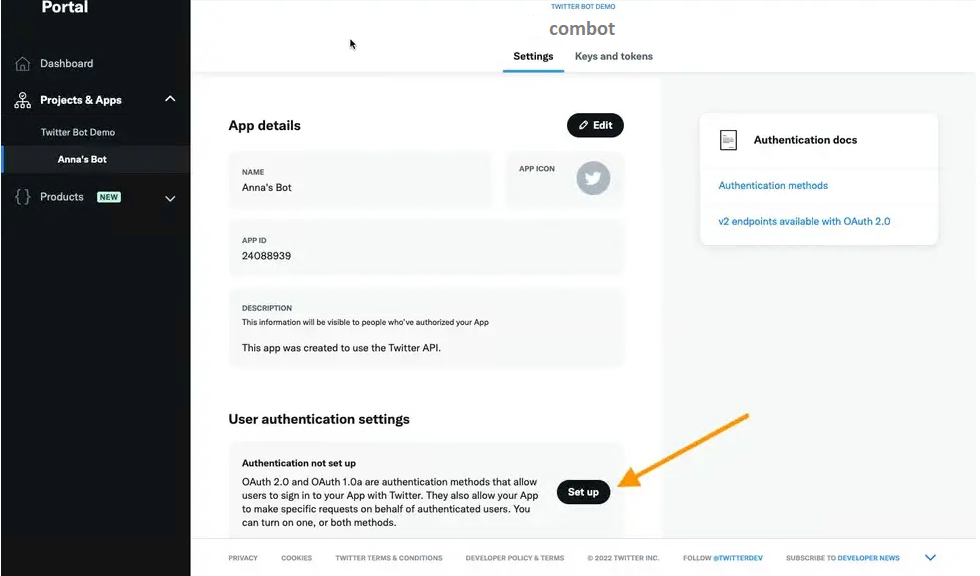 Portal
Dashboard
Projects & Apps
Twitter Bot Demo
Anna's Bot
Products NEW
TWITTER BOT DEMO
combot
Settings Keys and tokens
App details
Edit
NAME
Anna's Bot
APP ICON
APP ID
24088939
DESCRIPTION
This information will be visible to people who've authorized your App
This app was created to use the Twitter API.
User authentication settings
Authentication not set up
OAuth 2.0 and OAuth 1.0a are authentication methods that allow
users to sign in to your App with Twitter. They also allow your App
to make specific requests on behalf of authenticated users. You
can turn on one, or both methods.
Set up
Authentication docs
Authentication methods
v2 endpoints available with OAuth 2.0
PRIVACY COOKIES TWITTER TERMS & CONDITIONS DEVELOPER POLICY & TERMS © 2022 TWITTER INC. FOLLOW @TWITTERDEV SUBSCRIBE TO DEVELOPER NEWS